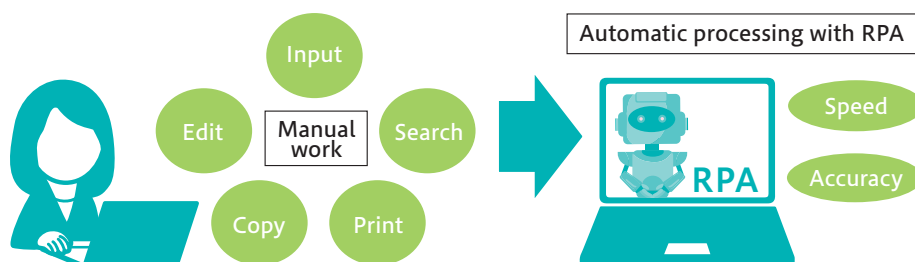 Input
Edit
Manual
work
Search
Copy
Print
Automatic processing with RPA
RPA
Speed
Accuracy